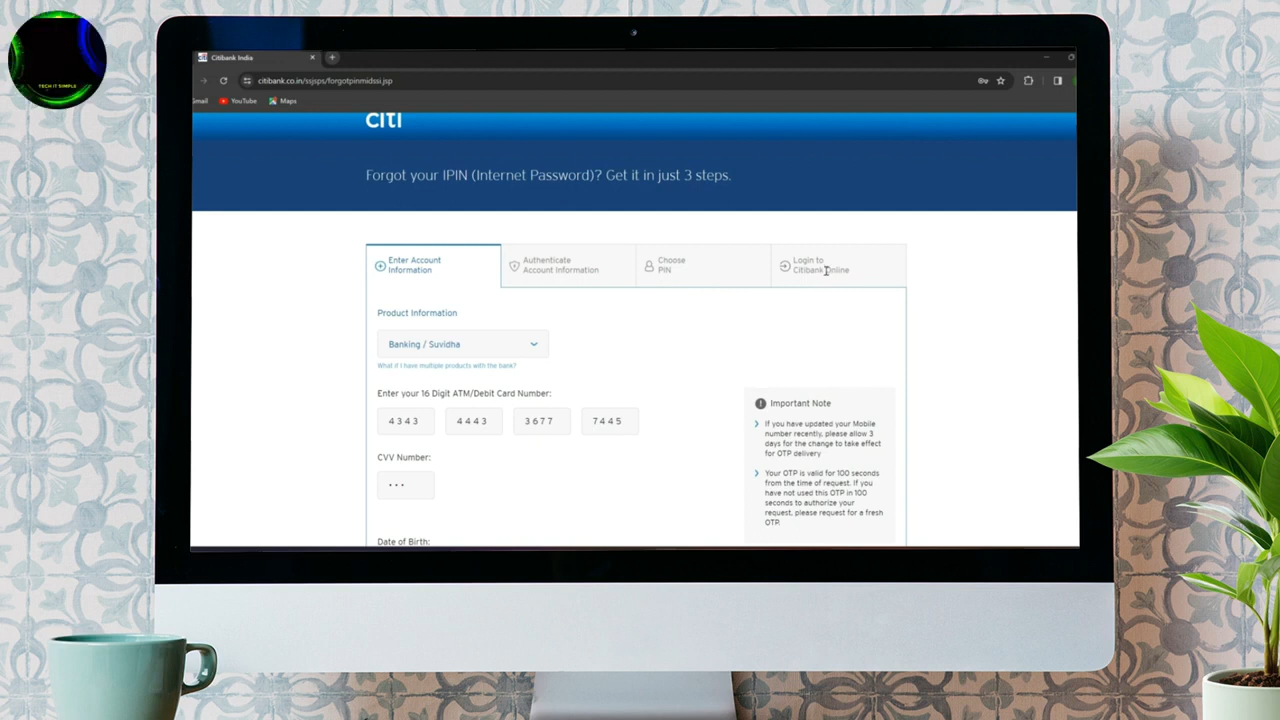 TECH IT SIMPLE
Citibank India
citibank.co.in/ssjsps/forgotpinmidssi.jsp
Gmail YouTube Maps
citi
Forgot your IPIN (Internet Password)? Get it in just 3 steps.
Enter Account
Information
Authenticate
Account Information
Choose
PIN
Login to
Citibank Online
Product Information
Banking / Suvidha
What if I have multiple products with the bank?
Enter your 16 Digit ATM/Debit Card Number:
4343 4443 3677 7445
CVV Number:
Date of Birth:
Important Note
If you have updated your Mobile
number recently, please allow 3
days for the change to take effect
for OTP delivery
Your OTP is valid for 100 seconds
from the time of request. If you
have not used this OTP in 100
seconds to authorize your
request, please request for a fresh
OTP.